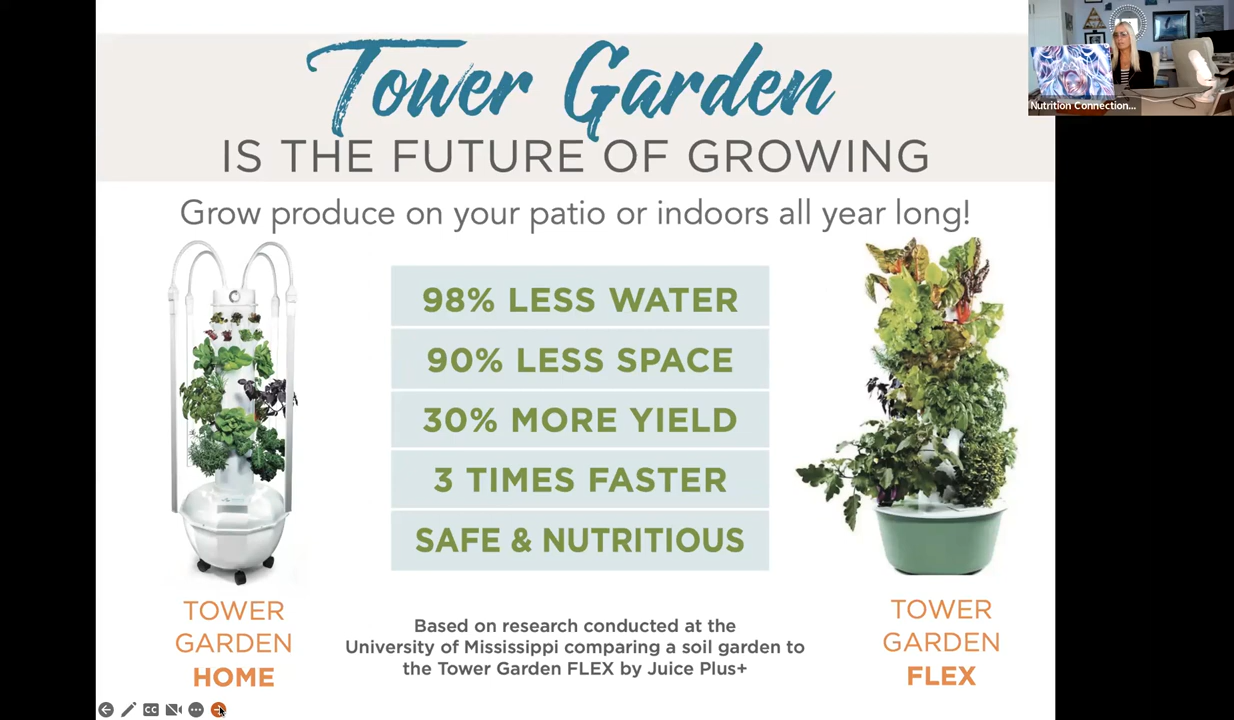 Tower Garden
IS THE FUTURE OF GROWING
Grow produce on your patio or indoors all year long!
98% LESS WATER
90% LESS SPACE
30% MORE YIELD
3 TIMES FASTER
SAFE & NUTRITIOUS
TOWER
GARDEN
HOME
Based on research conducted at the
University of Mississippi comparing a soil garden to
the Tower Garden FLEX by Juice Plus+
TOWER
GARDEN
FLEX
Nutrition Connection...
CC